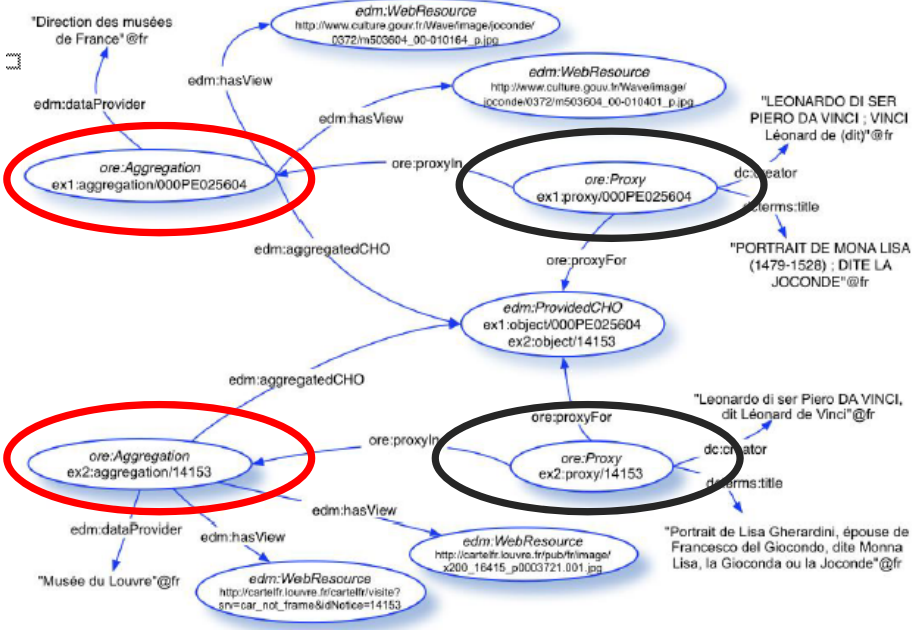 "Direction des musées
de France"@fr
edm:dataProvider
edm:hasView
edm:WebResource
http://www.culture.gouv.fr/Wave/image/joconde/
0372/m503604_00-010164_p.jpg
edm:hasView
edm:WebResource
http://www.culture.gouv.fr/Wave/image/
joconde/0372/m503604_00-010401_p.jpg
ore:Aggregation
ex1:aggregation/000PE025604
ore:proxyIn
ore:Proxy
ex1:proxy/000PE025604
"LEONARDO DI SER
PIERO DA VINCI ; VINCI
Léonard de (dit)"@fr
dc:creator
dcterms:title
"PORTRAIT DE MONA LISA
(1479-1528) ; DITE LA
JOCONDE"@fr
edm:aggregatedCHO
ore:proxyFor
edm:ProvidedCHO
ex1:object/000PE025604
ex2:object/14153
edm:aggregatedCHO
ore:proxyFor
ore:Aggregation
ex2:aggregation/14153
ore:proxyIn
ore:Proxy
ex2:proxy/14153
"Leonardo di ser Piero DA VINCI,
dit Léonard de Vinci"@fr
dc:creator
dcterms:title
"Portrait de Lisa Gherardini, épouse de
Francesco del Giocondo, dite Monna
Lisa, la Gioconda ou la Joconde"@fr
edm:dataProvider
"Musée du Louvre"@fr
edm:hasView
edm:WebResource
http://cartelfr.louvre.fr/cartelfr/visite?
srv=car_not_frame&idNotice=14153
edm:hasView
edm:WebResource
http://cartelfr.louvre.fr/pub/fr/image/
x200_16415_p0003721.001.jpg